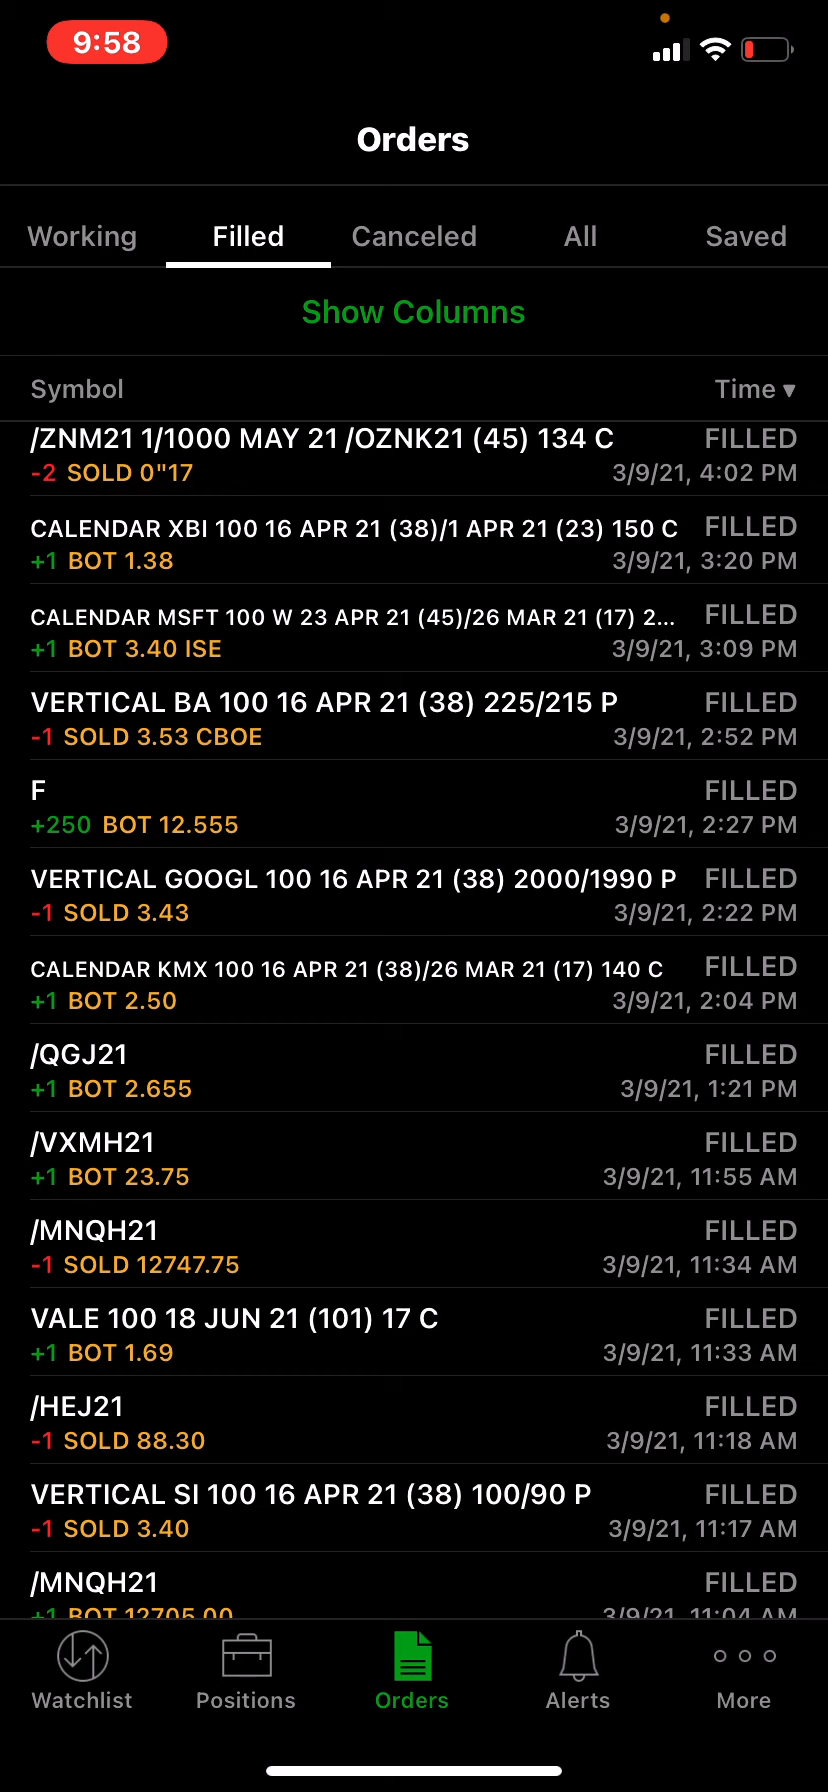 9:58
Orders
Working Filled Canceled All Saved
Show Columns
Symbol Time ▾
/ZNM21 1/1000 MAY 21 /OZNK21 (45) 134 C FILLED
-2 SOLD 0"17 3/9/21, 4:02 PM
CALENDAR XBI 100 16 APR 21 (38)/1 APR 21 (23) 150 C FILLED
+1 BOT 1.38 3/9/21, 3:20 PM
CALENDAR MSFT 100 W 23 APR 21 (45)/26 MAR 21 (17) 2... FILLED
+1 BOT 3.40 ISE 3/9/21, 3:09 PM
VERTICAL BA 100 16 APR 21 (38) 225/215 P FILLED
-1 SOLD 3.53 CBOE 3/9/21, 2:52 PM
F FILLED
+250 BOT 12.555 3/9/21, 2:27 PM
VERTICAL GOOGL 100 16 APR 21 (38) 2000/1990 P FILLED
-1 SOLD 3.43 3/9/21, 2:22 PM
CALENDAR KMX 100 16 APR 21 (38)/26 MAR 21 (17) 140 C FILLED
+1 BOT 2.50 3/9/21, 2:04 PM
/QGJ21 FILLED
+1 BOT 2.655 3/9/21, 1:21 PM
/VXMH21 FILLED
+1 BOT 23.75 3/9/21, 11:55 AM
/MNQH21 FILLED
-1 SOLD 12747.75 3/9/21, 11:34 AM
VALE 100 18 JUN 21 (101) 17 C FILLED
+1 BOT 1.69 3/9/21, 11:33 AM
/HEJ21 FILLED
-1 SOLD 88.30 3/9/21, 11:18 AM
VERTICAL SI 100 16 APR 21 (38) 100/90 P FILLED
-1 SOLD 3.40 3/9/21, 11:17 AM
/MNQH21 FILLED
+1 BOT 12705.00 3/9/21, 11:04 AM
Watchlist Positions Orders Alerts More